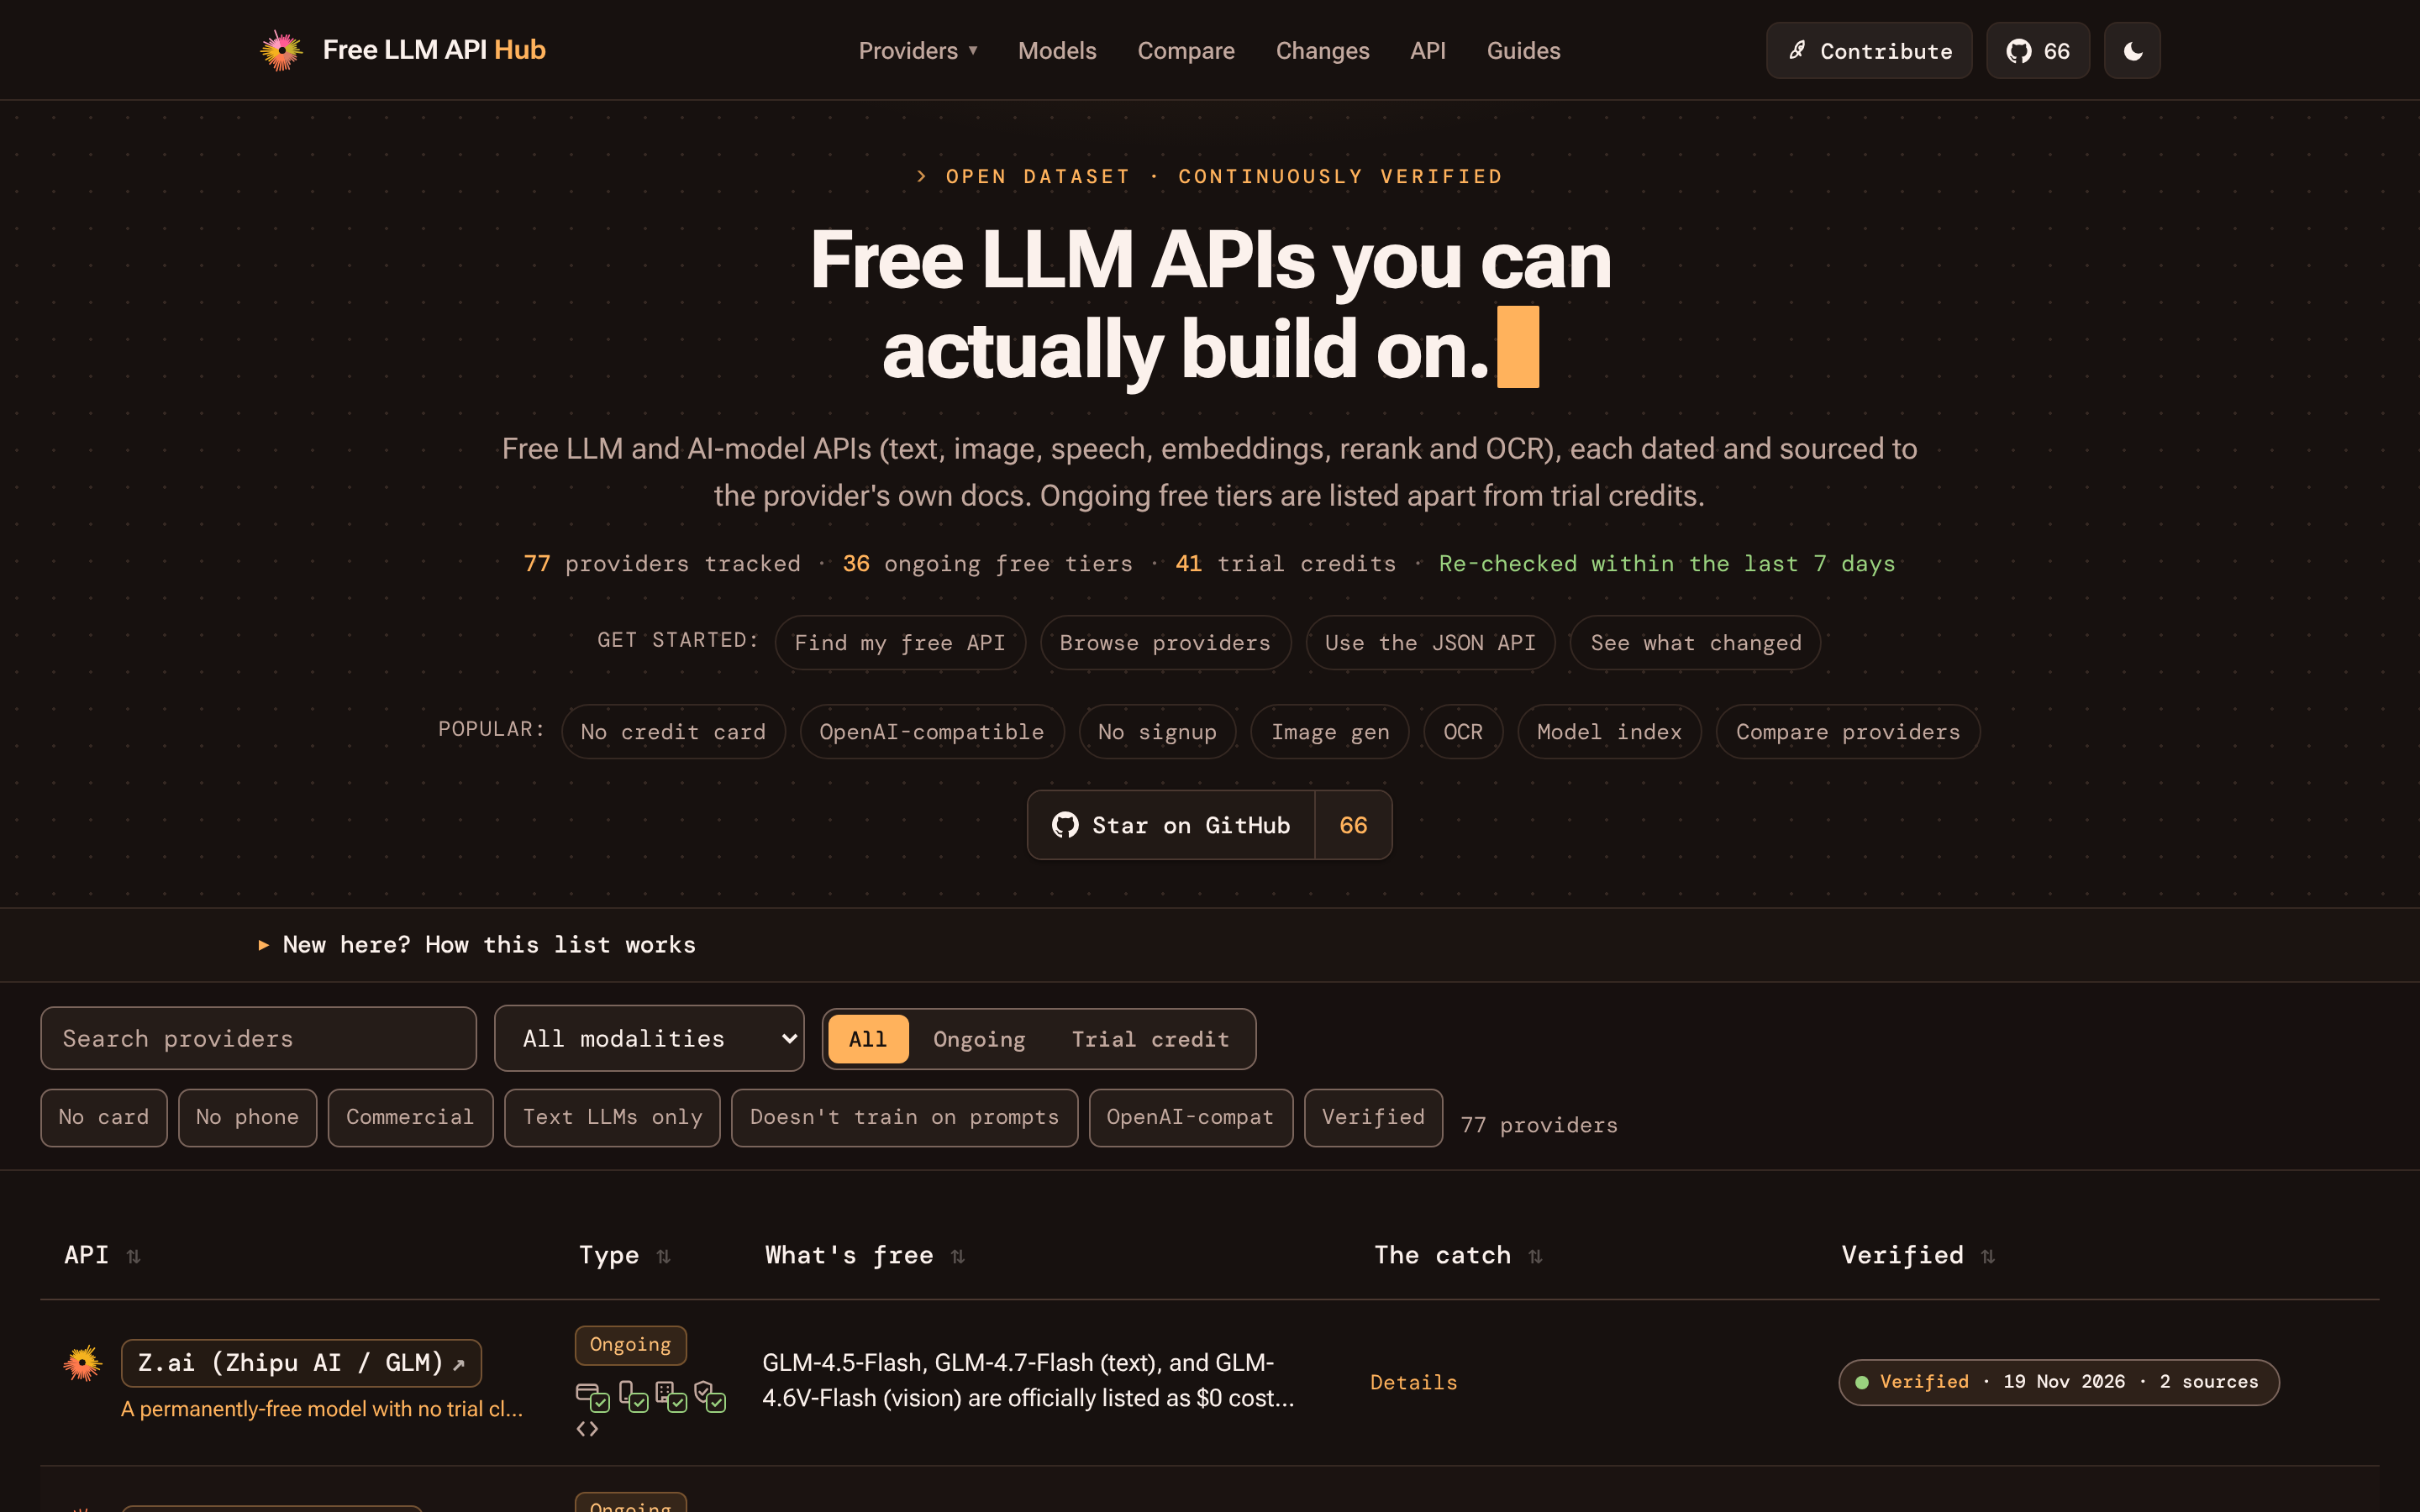 Free LLM API Hub
Providers ▾ Models Compare Changes API Guides
Contribute 66
› OPEN DATASET · CONTINUOUSLY VERIFIED
Free LLM APIs you can
actually build on.
Free LLM and AI-model APIs (text, image, speech, embeddings, rerank and OCR), each dated and sourced to
the provider's own docs. Ongoing free tiers are listed apart from trial credits.
77 providers tracked · 36 ongoing free tiers · 41 trial credits · Re-checked within the last 7 days
GET STARTED: Find my free API Browse providers Use the JSON API See what changed
POPULAR: No credit card OpenAI-compatible No signup Image gen OCR Model index Compare providers
Star on GitHub 66
▸ New here? How this list works
Search providers All modalities All Ongoing Trial credit
No card No phone Commercial Text LLMs only Doesn't train on prompts OpenAI-compat Verified 77 providers
API ⇅ Type ⇅ What's free ⇅ The catch ⇅ Verified ⇅
Z.ai (Zhipu AI / GLM) ↗
A permanently-free model with no trial cl...
Ongoing
GLM-4.5-Flash, GLM-4.7-Flash (text), and GLM-
4.6V-Flash (vision) are officially listed as $0 cost...
Details
Verified · 19 Nov 2026 · 2 sources
Ongoing